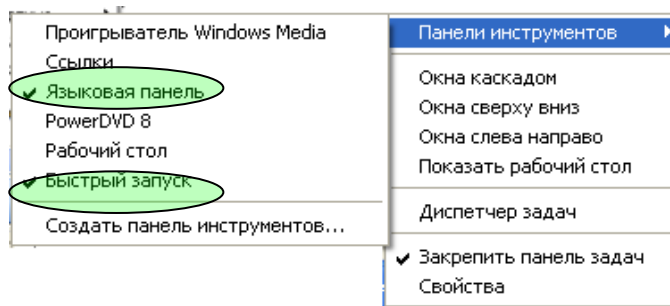 Проигрыватель Windows Media
Ссылки
Языковая панель
PowerDVD 8
Рабочий стол
Быстрый запуск
Создать панель инструментов...
Панели инструментов
Окна каскадом
Окна сверху вниз
Окна слева направо
Показать рабочий стол
Диспетчер задач
Закрепить панель задач
Свойства